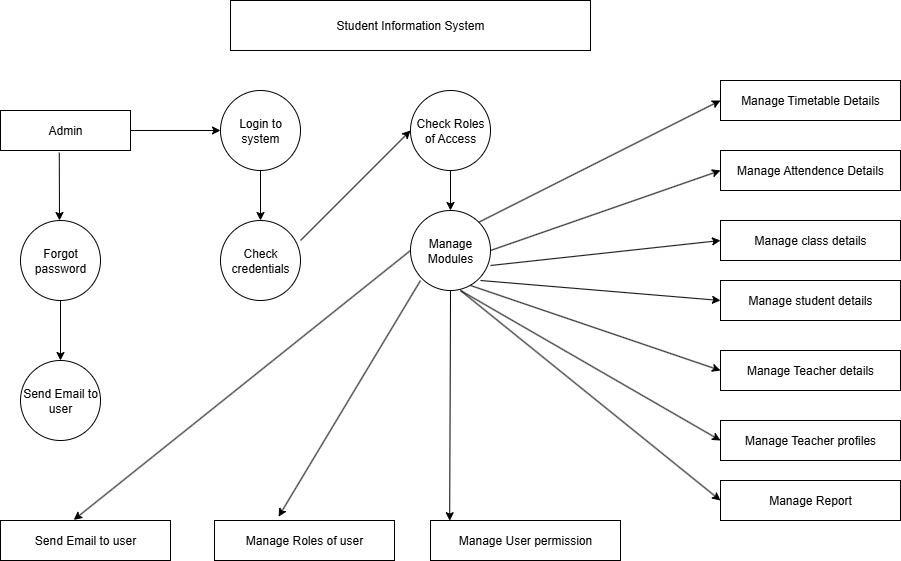 Student Information System
Manage Timetable Details
Admin
Login to
system
Check Roles
of Access
Manage Attendence Details
Forgot
password
Check
credentials
Manage
Modules
Manage class details
Manage student details
Manage Teacher details
Send Email to
user
Manage Teacher profiles
Manage Report
Send Email to user
Manage Roles of user
Manage User permission